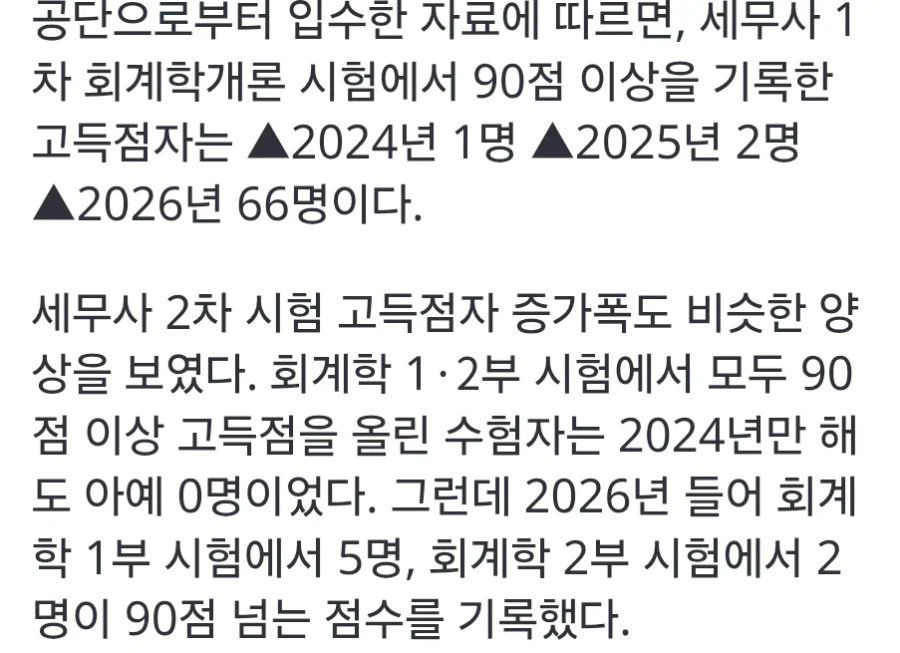 공단으로부터 입수한 자료에 따르면, 세무사 1
차 회계학개론 시험에서 90점 이상을 기록한
고득점자는 ▲2024년 1명 ▲2025년 2명
▲2026년 66명이다.
세무사 2차 시험 고득점자 증가폭도 비슷한 양
상을 보였다. 회계학 1·2부 시험에서 모두 90
점 이상 고득점을 올린 수험자는 2024년만 해
도 아예 0명이었다. 그런데 2026년 들어 회계
학 1부 시험에서 5명, 회계학 2부 시험에서 2
명이 90점 넘는 점수를 기록했다.